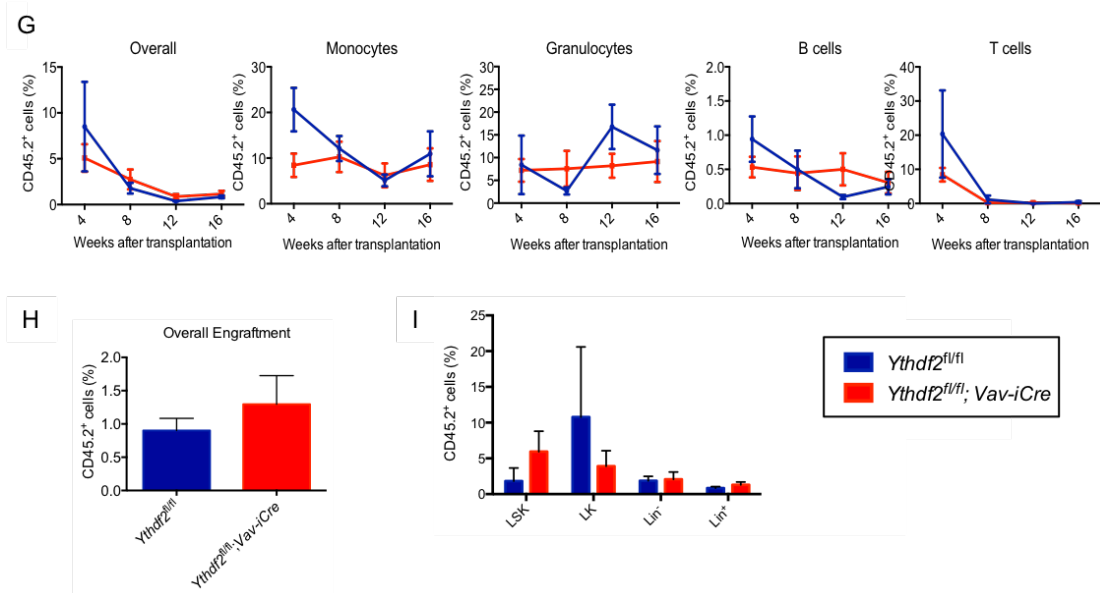 G
Overall
Monocytes
Granulocytes
B cells
T cells
CD45.2⁺ cells (%)
15
10
5
0
4
8
12
16
Weeks after transplantation
CD45.2⁺ cells (%)
30
20
10
0
4
8
12
16
Weeks after transplantation
CD45.2⁺ cells (%)
30
25
20
15
10
5
0
4
8
12
16
Weeks after transplantation
CD45.2⁺ cells (%)
2.0
1.5
1.0
0.5
0.0
4
8
12
16
Weeks after transplantation
CD45.2⁺ cells (%)
40
30
20
10
0
4
8
12
16
Weeks after transplantation
H
Overall Engraftment
CD45.2⁺ cells (%)
2.0
1.5
1.0
0.5
0.0
Ythdf2fl/fl
Ythdf2fl/fl;Vav-iCre
I
CD45.2⁺ cells (%)
25
20
15
10
5
0
LSK
LK
Lin⁻
Lin⁺
Ythdf2fl/fl
Ythdf2fl/fl; Vav-iCre